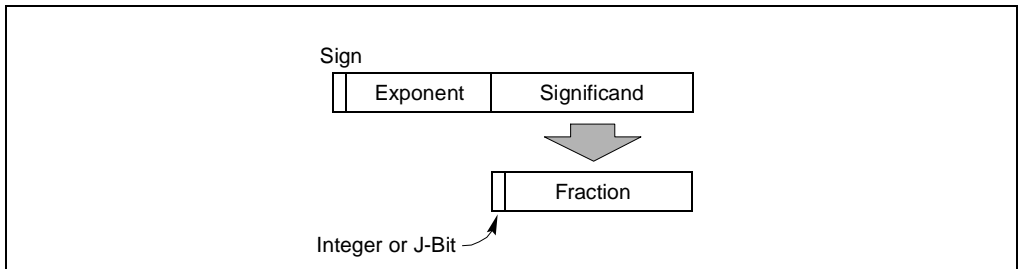 Sign
Exponent Significand
Fraction
Integer or J-Bit